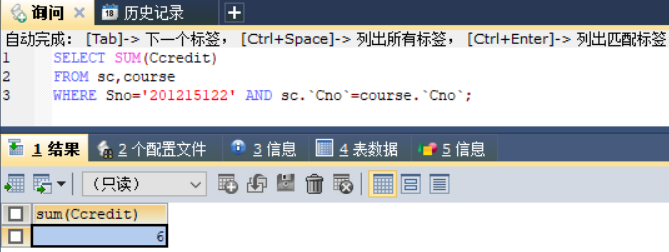 询问 历史记录
自动完成： [Tab]-> 下一个标签， [Ctrl+Space]-> 列出所有标签， [Ctrl+Enter]-> 列出匹配标签
1 SELECT SUM(Ccredit)
2 FROM sc,course
3 WHERE Sno='201215122' AND sc.`Cno`=course.`Cno`;
1 结果 2 个配置文件 3 信息 4 表数据 5 信息
（只读）
sum(Ccredit)
6